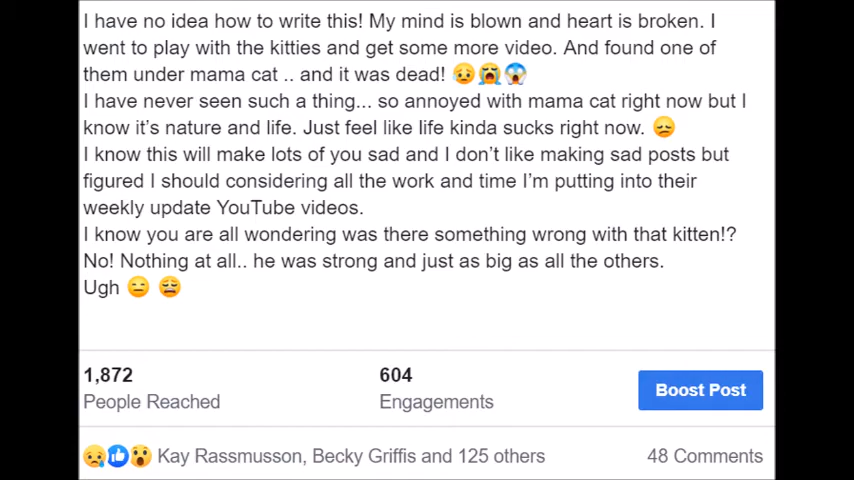 I have no idea how to write this! My mind is blown and heart is broken. I
went to play with the kitties and get some more video. And found one of
them under mama cat .. and it was dead! 😥😭😱
I have never seen such a thing... so annoyed with mama cat right now but I
know it’s nature and life. Just feel like life kinda sucks right now. 😞
I know this will make lots of you sad and I don’t like making sad posts but
figured I should considering all the work and time I’m putting into their
weekly update YouTube videos.
I know you are all wondering was there something wrong with that kitten!?
No! Nothing at all.. he was strong and just as big as all the others.
Ugh 😑 😩
1,872
People Reached
604
Engagements
Boost Post
Kay Rassmusson, Becky Griffis and 125 others
48 Comments